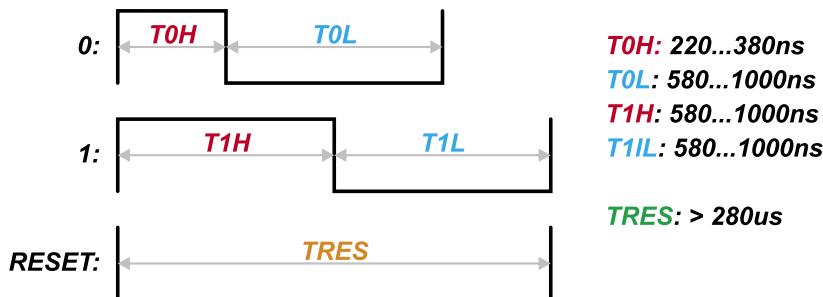 0: T0H T0L
1: T1H T1L
RESET: TRES
T0H: 220...380ns
T0L: 580...1000ns
T1H: 580...1000ns
T1lL: 580...1000ns
TRES: > 280us